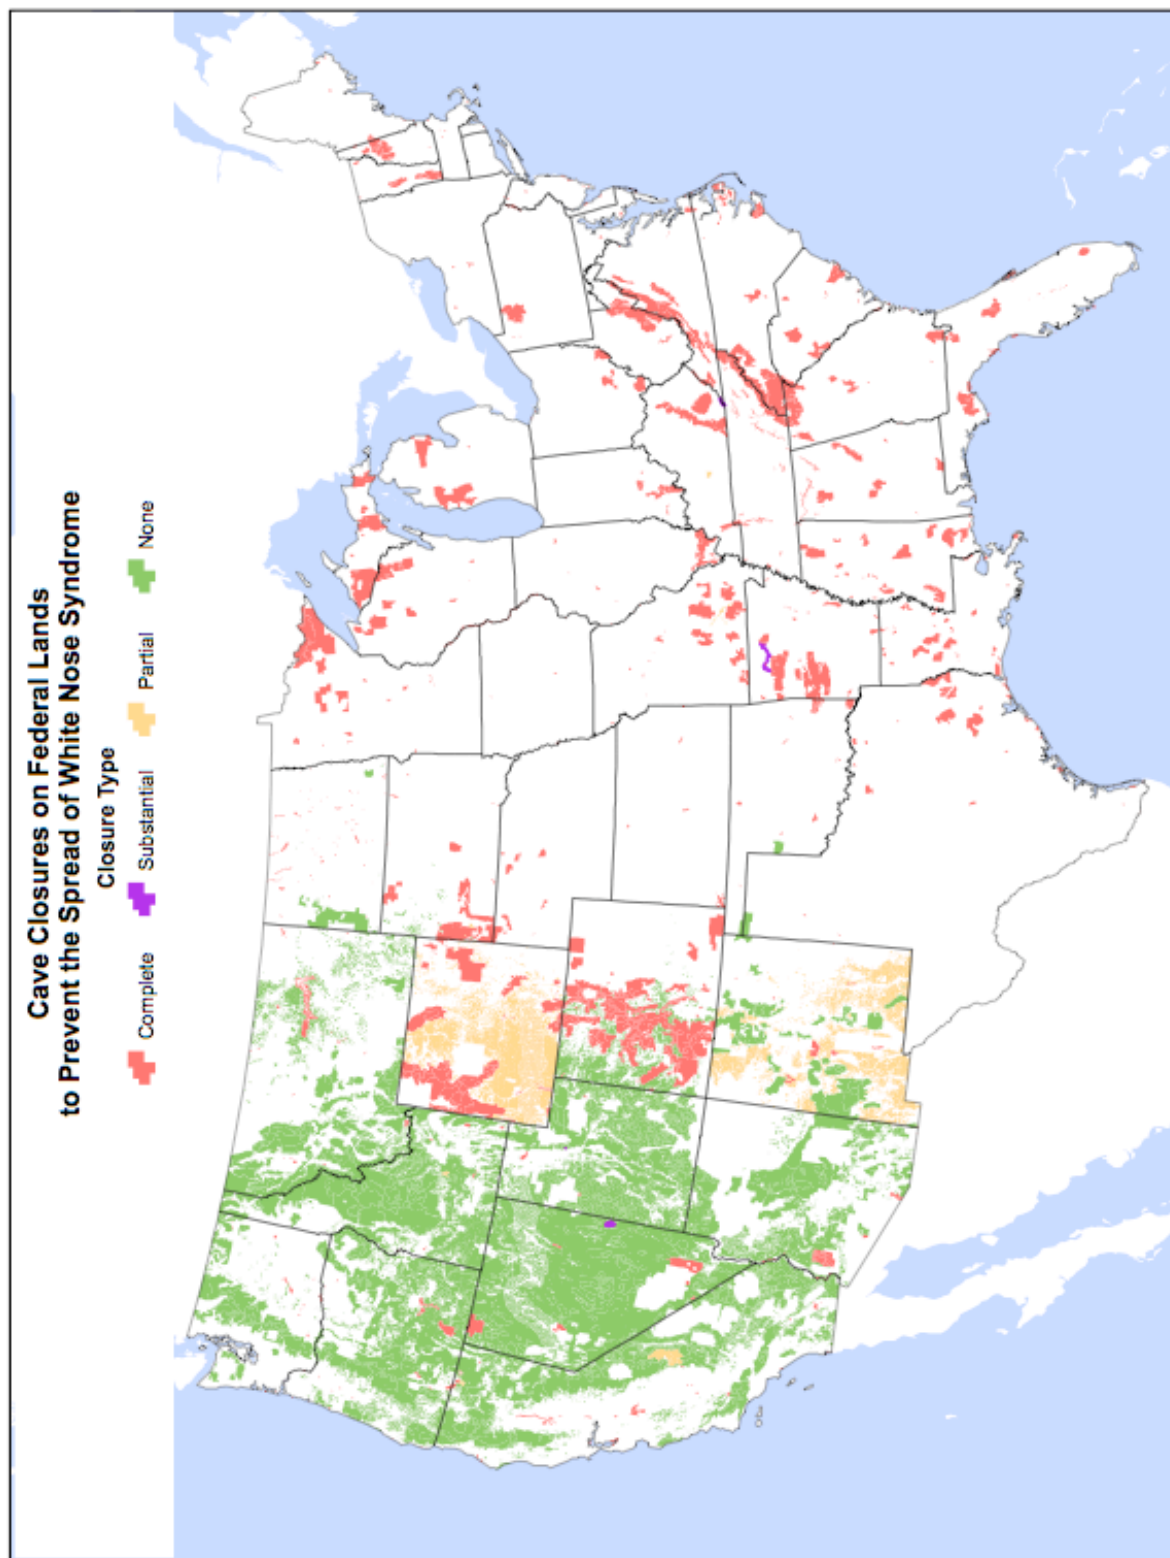 Cave Closures on Federal Lands
to Prevent the Spread of White Nose Syndrome
Closure Type
Complete Substantial Partial None